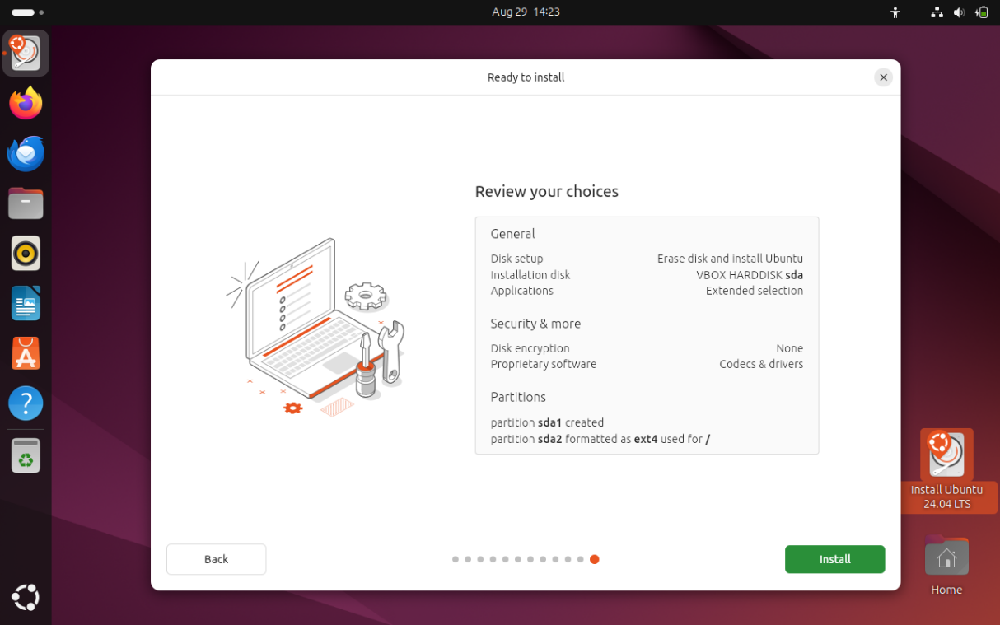 Aug 29 14:23
Ready to install
Review your choices
General
Disk setup Erase disk and install Ubuntu
Installation disk VBOX HARDDISK sda
Applications Extended selection
Security & more
Disk encryption None
Proprietary software Codecs & drivers
Partitions
partition sda1 created
partition sda2 formatted as ext4 used for /
Back
Install
Install Ubuntu
24.04 LTS
Home